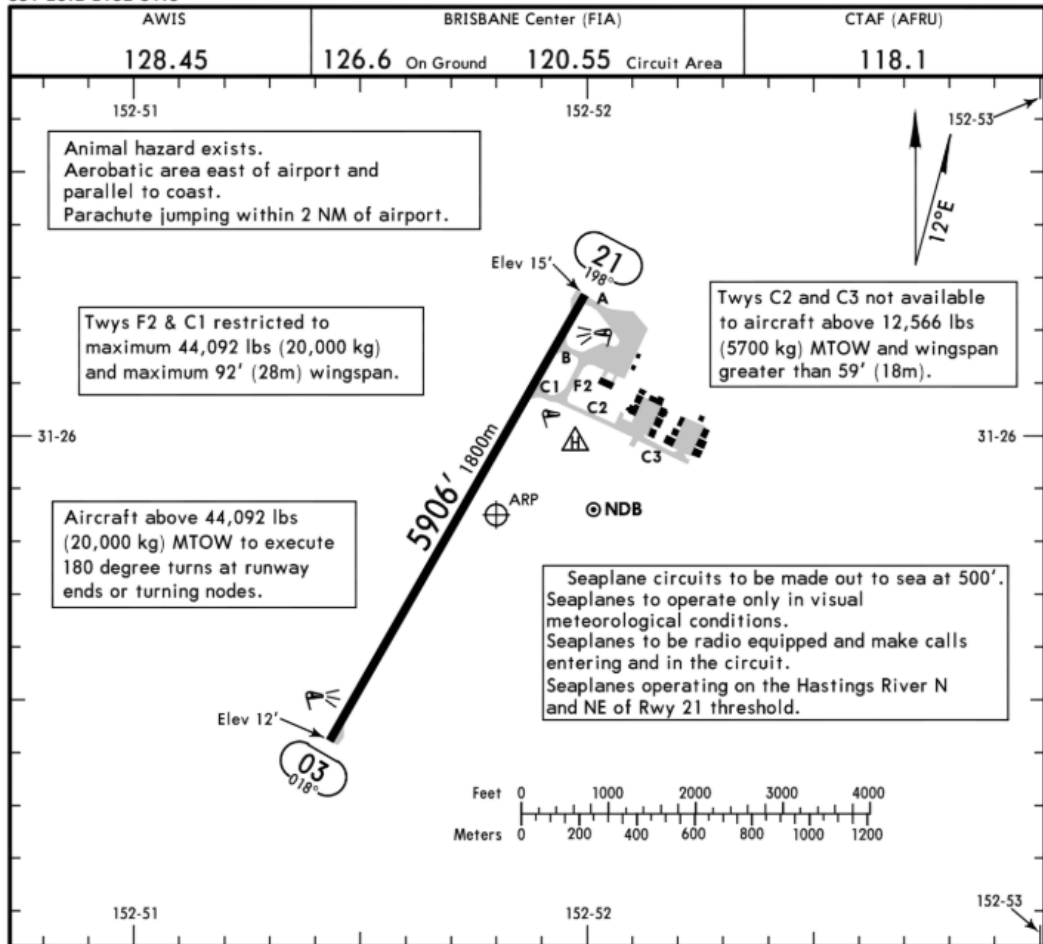 AWIS
BRISBANE Center (FIA)
CTAF (AFRU)
128.45
126.6 On Ground 120.55 Circuit Area
118.1
152-51
152-52
152-53
Animal hazard exists.
Aerobatic area east of airport and
parallel to coast.
Parachute jumping within 2 NM of airport.
12°E
21
198°
Elev 15'
A
Twys F2 & C1 restricted to
maximum 44,092 lbs (20,000 kg)
and maximum 92' (28m) wingspan.
Twys C2 and C3 not available
to aircraft above 12,566 lbs
(5700 kg) MTOW and wingspan
greater than 59' (18m).
B
C1
F2
C2
H
C3
31-26
31-26
5906' 1800m
ARP
NDB
Aircraft above 44,092 lbs
(20,000 kg) MTOW to execute
180 degree turns at runway
ends or turning nodes.
Seaplane circuits to be made out to sea at 500'.
Seaplanes to operate only in visual
meteorological conditions.
Seaplanes to be radio equipped and make calls
entering and in the circuit.
Seaplanes operating on the Hastings River N
and NE of Rwy 21 threshold.
Elev 12'
03
018°
Feet 0 1000 2000 3000 4000
Meters 0 200 400 600 800 1000 1200
152-51
152-52
152-53